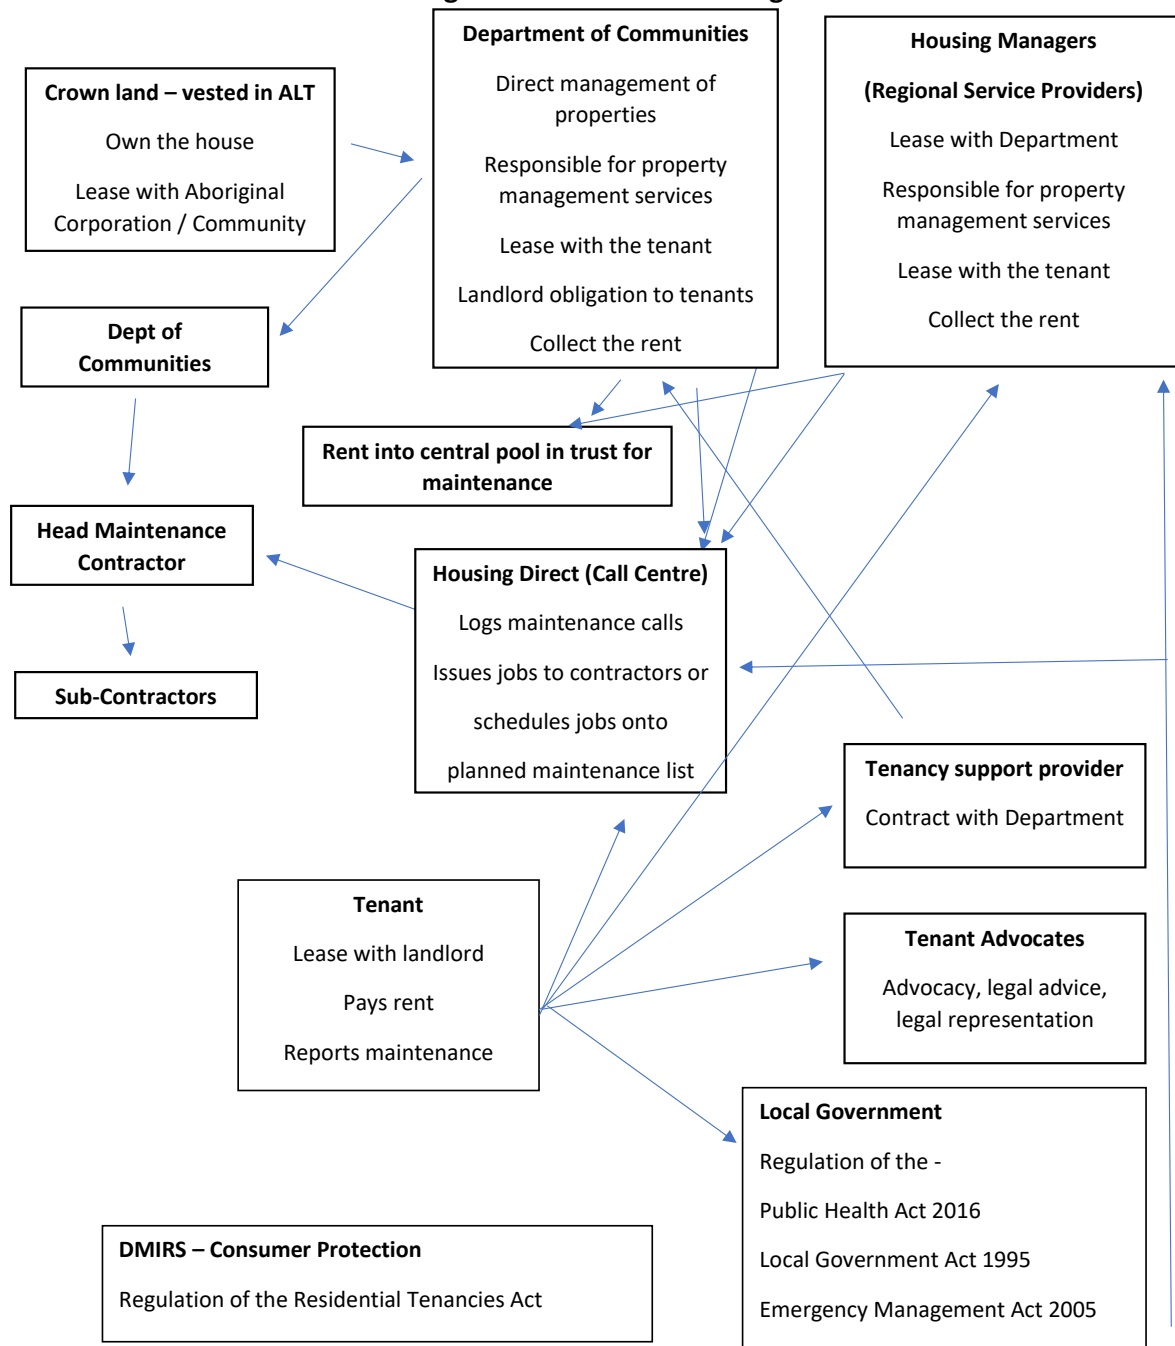 Department of Communities
Direct management of
properties
Responsible for property
management services
Lease with the tenant
Landlord obligation to tenants
Collect the rent
Housing Managers
(Regional Service Providers)
Lease with Department
Responsible for property
management services
Lease with the tenant
Collect the rent
Crown land – vested in ALT
Own the house
Lease with Aboriginal
Corporation / Community
Dept of
Communities
Rent into central pool in trust for
maintenance
Head Maintenance
Contractor
Housing Direct (Call Centre)
Logs maintenance calls
Issues jobs to contractors or
schedules jobs onto
planned maintenance list
Sub-Contractors
Tenancy support provider
Contract with Department
Tenant
Lease with landlord
Pays rent
Reports maintenance
Tenant Advocates
Advocacy, legal advice,
legal representation
Local Government
Regulation of the -
Public Health Act 2016
Local Government Act 1995
Emergency Management Act 2005
DMIRS – Consumer Protection
Regulation of the Residential Tenancies Act